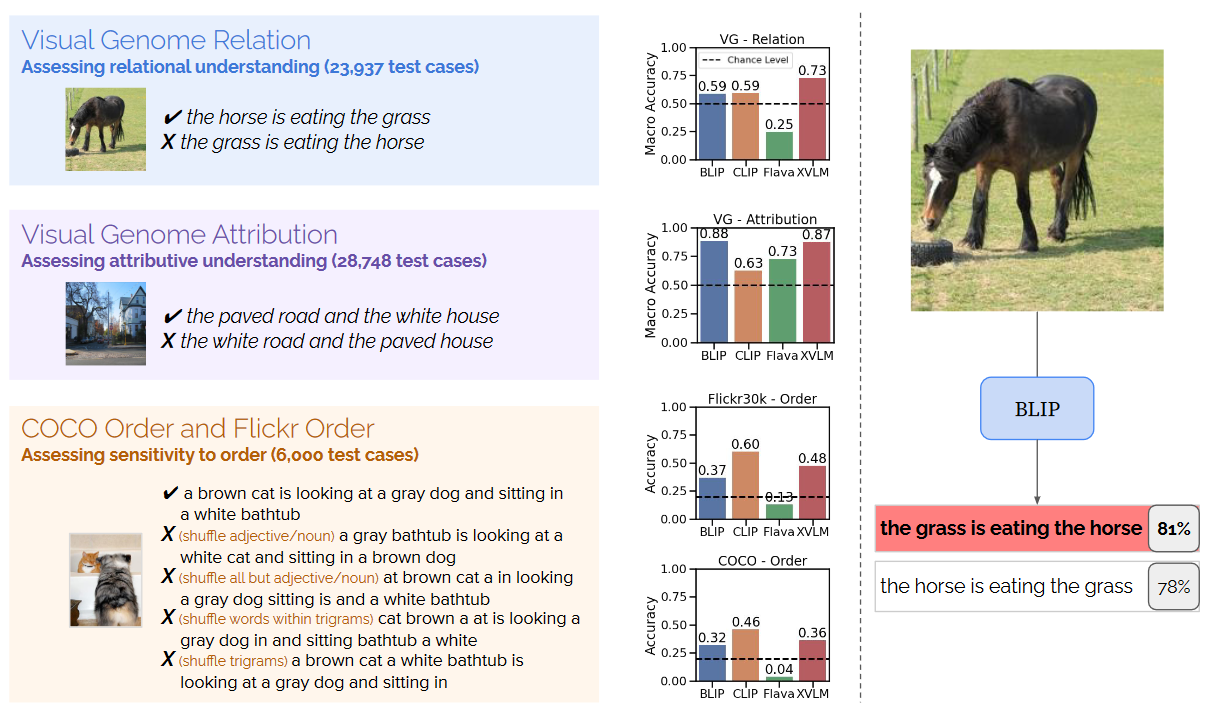 Visual Genome Relation
Assessing relational understanding (23,937 test cases)
✔ the horse is eating the grass
X the grass is eating the horse
Visual Genome Attribution
Assessing attributive understanding (28,748 test cases)
✔ the paved road and the white house
X the white road and the paved house
COCO Order and Flickr Order
Assessing sensitivity to order (6,000 test cases)
✔ a brown cat is looking at a gray dog and sitting in
a white bathtub
X (shuffle adjective/noun) a gray bathtub is looking at a
white cat and sitting in a brown dog
X (shuffle all but adjective/noun) at brown cat a in looking
a gray dog sitting is and a white bathtub
X (shuffle words within trigrams) cat brown a at is looking a
gray dog in and sitting bathtub a white
X (shuffle trigrams) a brown cat a white bathtub is
looking at a gray dog and sitting in
VG - Relation
Macro Accuracy
1.00
0.75
0.50
0.25
0.00
Chance Level
0.59
0.59
0.25
0.73
BLIP CLIP Flava XVLM
VG - Attribution
Macro Accuracy
1.00
0.75
0.50
0.25
0.00
0.88
0.63
0.73
0.87
BLIP CLIP Flava XVLM
Flickr30k - Order
Accuracy
1.00
0.75
0.50
0.25
0.00
0.37
0.60
0.13
0.48
BLIP CLIP Flava XVLM
COCO - Order
Accuracy
1.00
0.75
0.50
0.25
0.00
0.32
0.46
0.04
0.36
BLIP CLIP Flava XVLM
BLIP
the grass is eating the horse 81%
the horse is eating the grass 78%